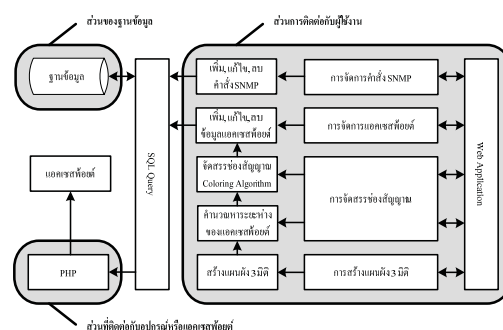 ส่วนของฐานข้อมูล
ส่วนการติดต่อกับผู้ใช้งาน
ฐานข้อมูล
เพิ่ม, แก้ไข, ลบ
คำสั่ง SNMP
การจัดการคำสั่ง SNMP
เพิ่ม, แก้ไข, ลบ
ข้อมูลแอคเซสพ้อยต์
การจัดการแอคเซสพ้อยต์
แอคเซสพ้อยต์
SQL Query
จัดสรรช่องสัญญาณ
Coloring Algorithm
การจัดสรรช่องสัญญาณ
Web Application
คำนวณหาระยะห่าง
ของแอคเซสพ้อยต์
PHP
สร้างแผนผัง 3 มิติ
การสร้างแผนผัง 3 มิติ
ส่วนที่ติดต่อกับอุปกรณ์หรือแอคเซสพ้อยต์